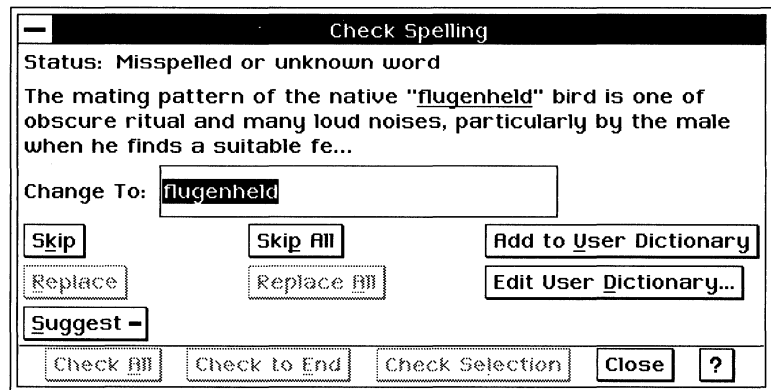 Check Spelling
Status: Misspelled or unknown word
The mating pattern of the native "flugenheld" bird is one of
obscure ritual and many loud noises, particularly by the male
when he finds a suitable fe...
Change To: flugenheld
Skip Skip All Add to User Dictionary
Replace Replace All Edit User Dictionary...
Suggest
Check All Check to End Check Selection Close ?